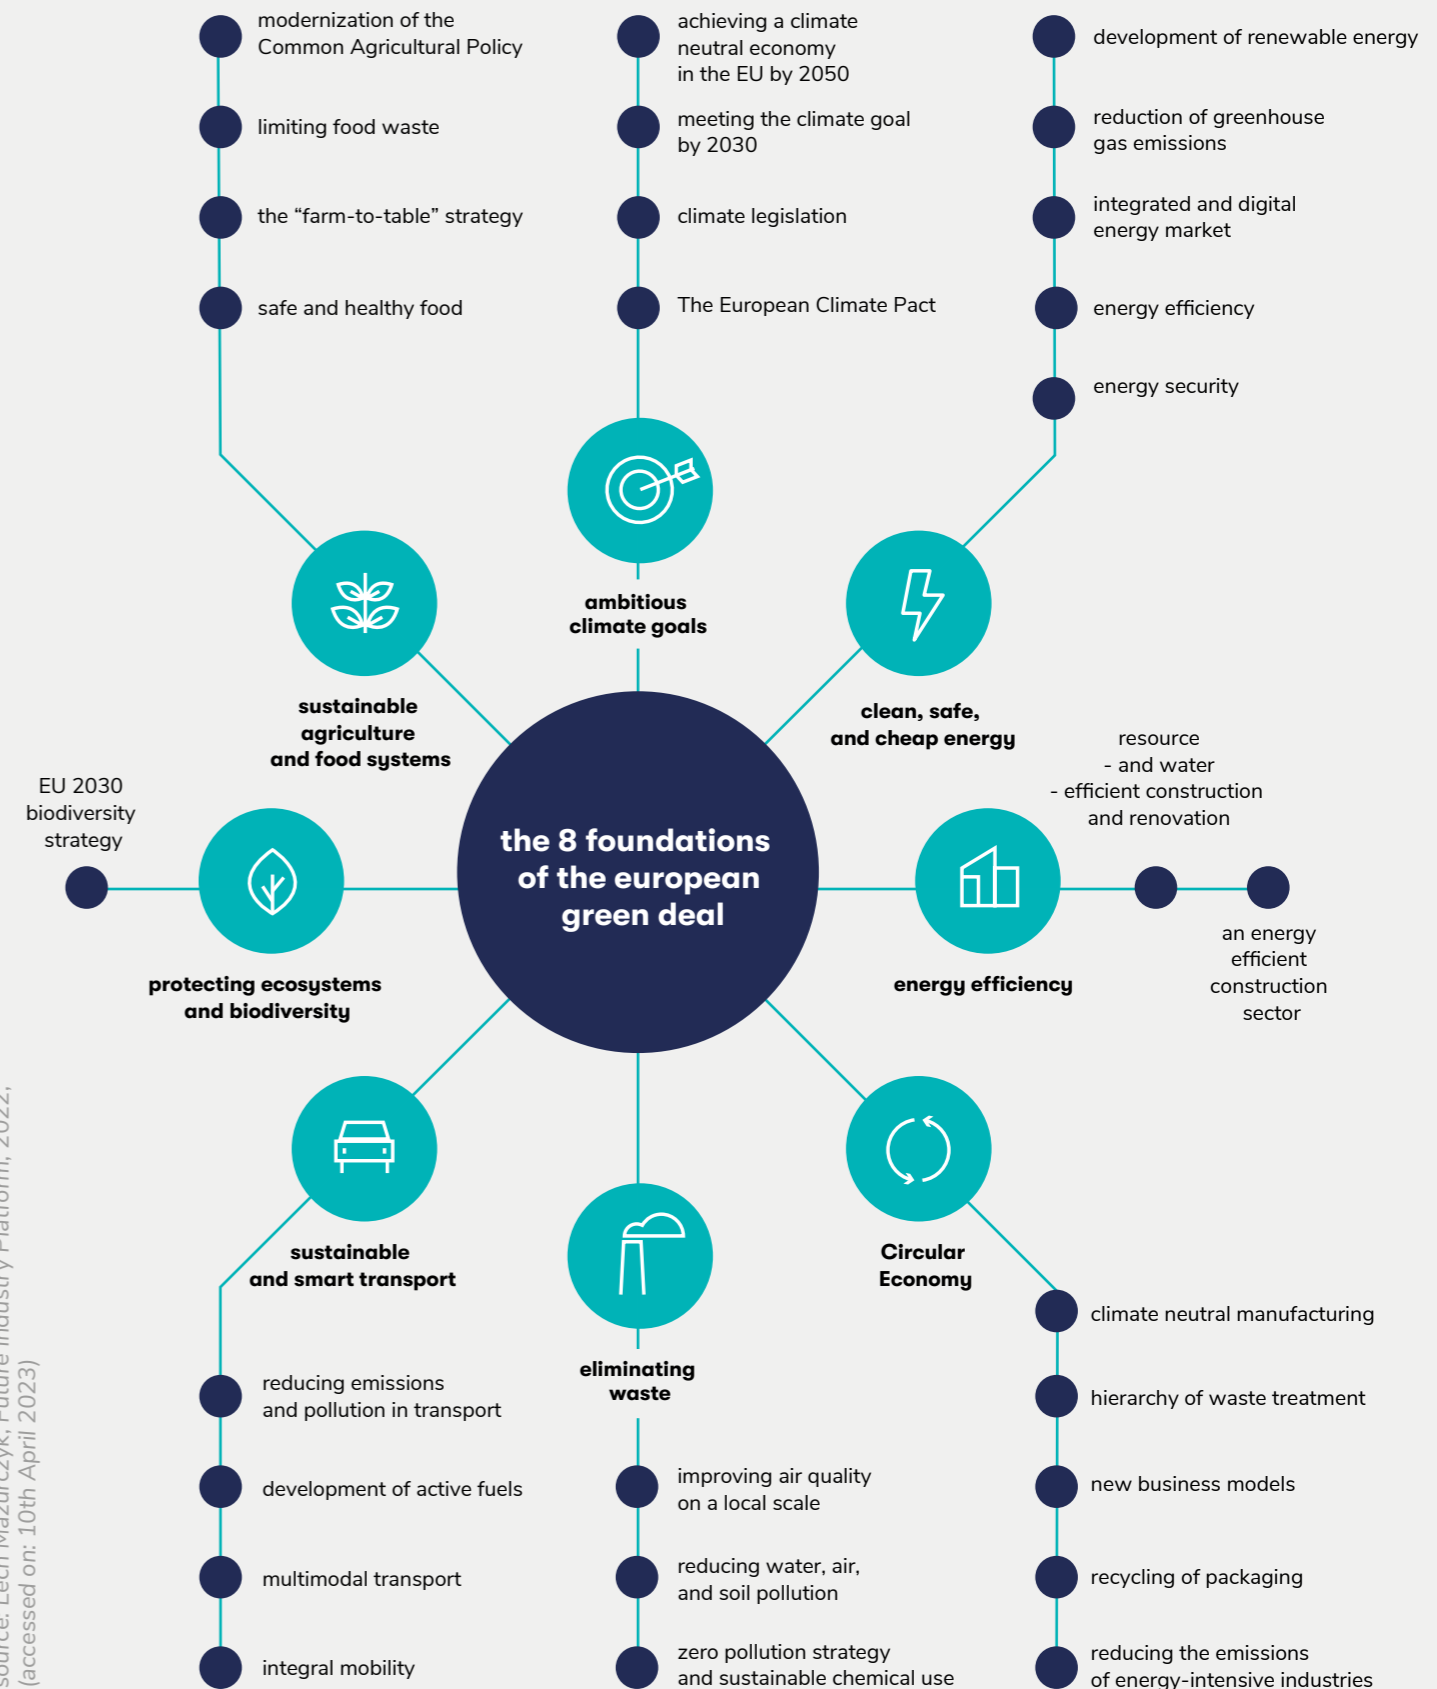 modernization of the
Common Agricultural Policy
limiting food waste
the “farm-to-table” strategy
safe and healthy food
achieving a climate
neutral economy
in the EU by 2050
meeting the climate goal
by 2030
climate legislation
The European Climate Pact
development of renewable energy
reduction of greenhouse
gas emissions
integrated and digital
energy market
energy efficiency
energy security
ambitious
climate goals
sustainable
agriculture
and food systems
clean, safe,
and cheap energy
EU 2030
biodiversity
strategy
the 8 foundations
of the european
green deal
resource
- and water
- efficient construction
and renovation
an energy
efficient
construction
sector
protecting ecosystems
and biodiversity
energy efficiency
sustainable
and smart transport
eliminating
waste
Circular
Economy
reducing emissions
and pollution in transport
development of active fuels
multimodal transport
integral mobility
improving air quality
on a local scale
reducing water, air,
and soil pollution
zero pollution strategy
and sustainable chemical use
climate neutral manufacturing
hierarchy of waste treatment
new business models
recycling of packaging
reducing the emissions
of energy-intensive industries
source: Lech Mazurczyk, Future Industry Platform, 2022,
(accessed on: 10th April 2023)